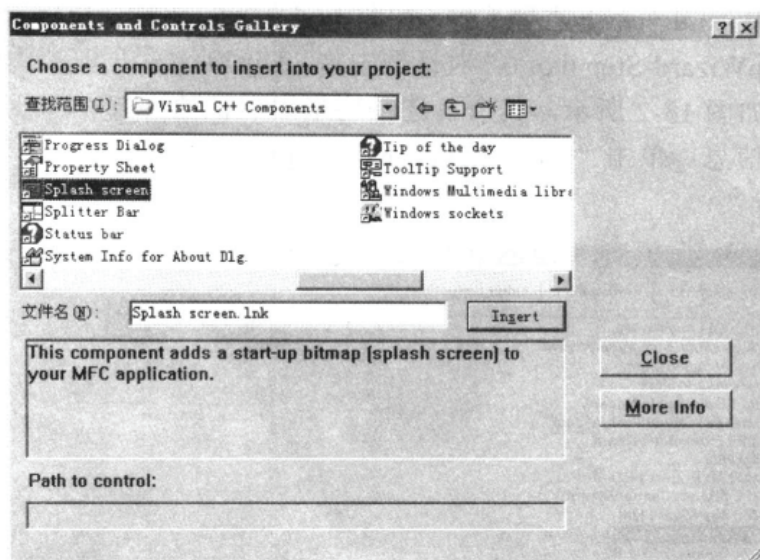 Components and Controls Gallery
Choose a component to insert into your project:
查找范围(I): Visual C++ Components
Progress Dialog
Property Sheet
Splash screen
Splitter Bar
Status bar
System Info for About Dlg.
Tip of the day
ToolTip Support
Windows Multimedia libra
Windows sockets
文件名(N): Splash screen.lnk
Insert
This component adds a start-up bitmap (splash screen) to
your MFC application.
Close
More Info
Path to control: